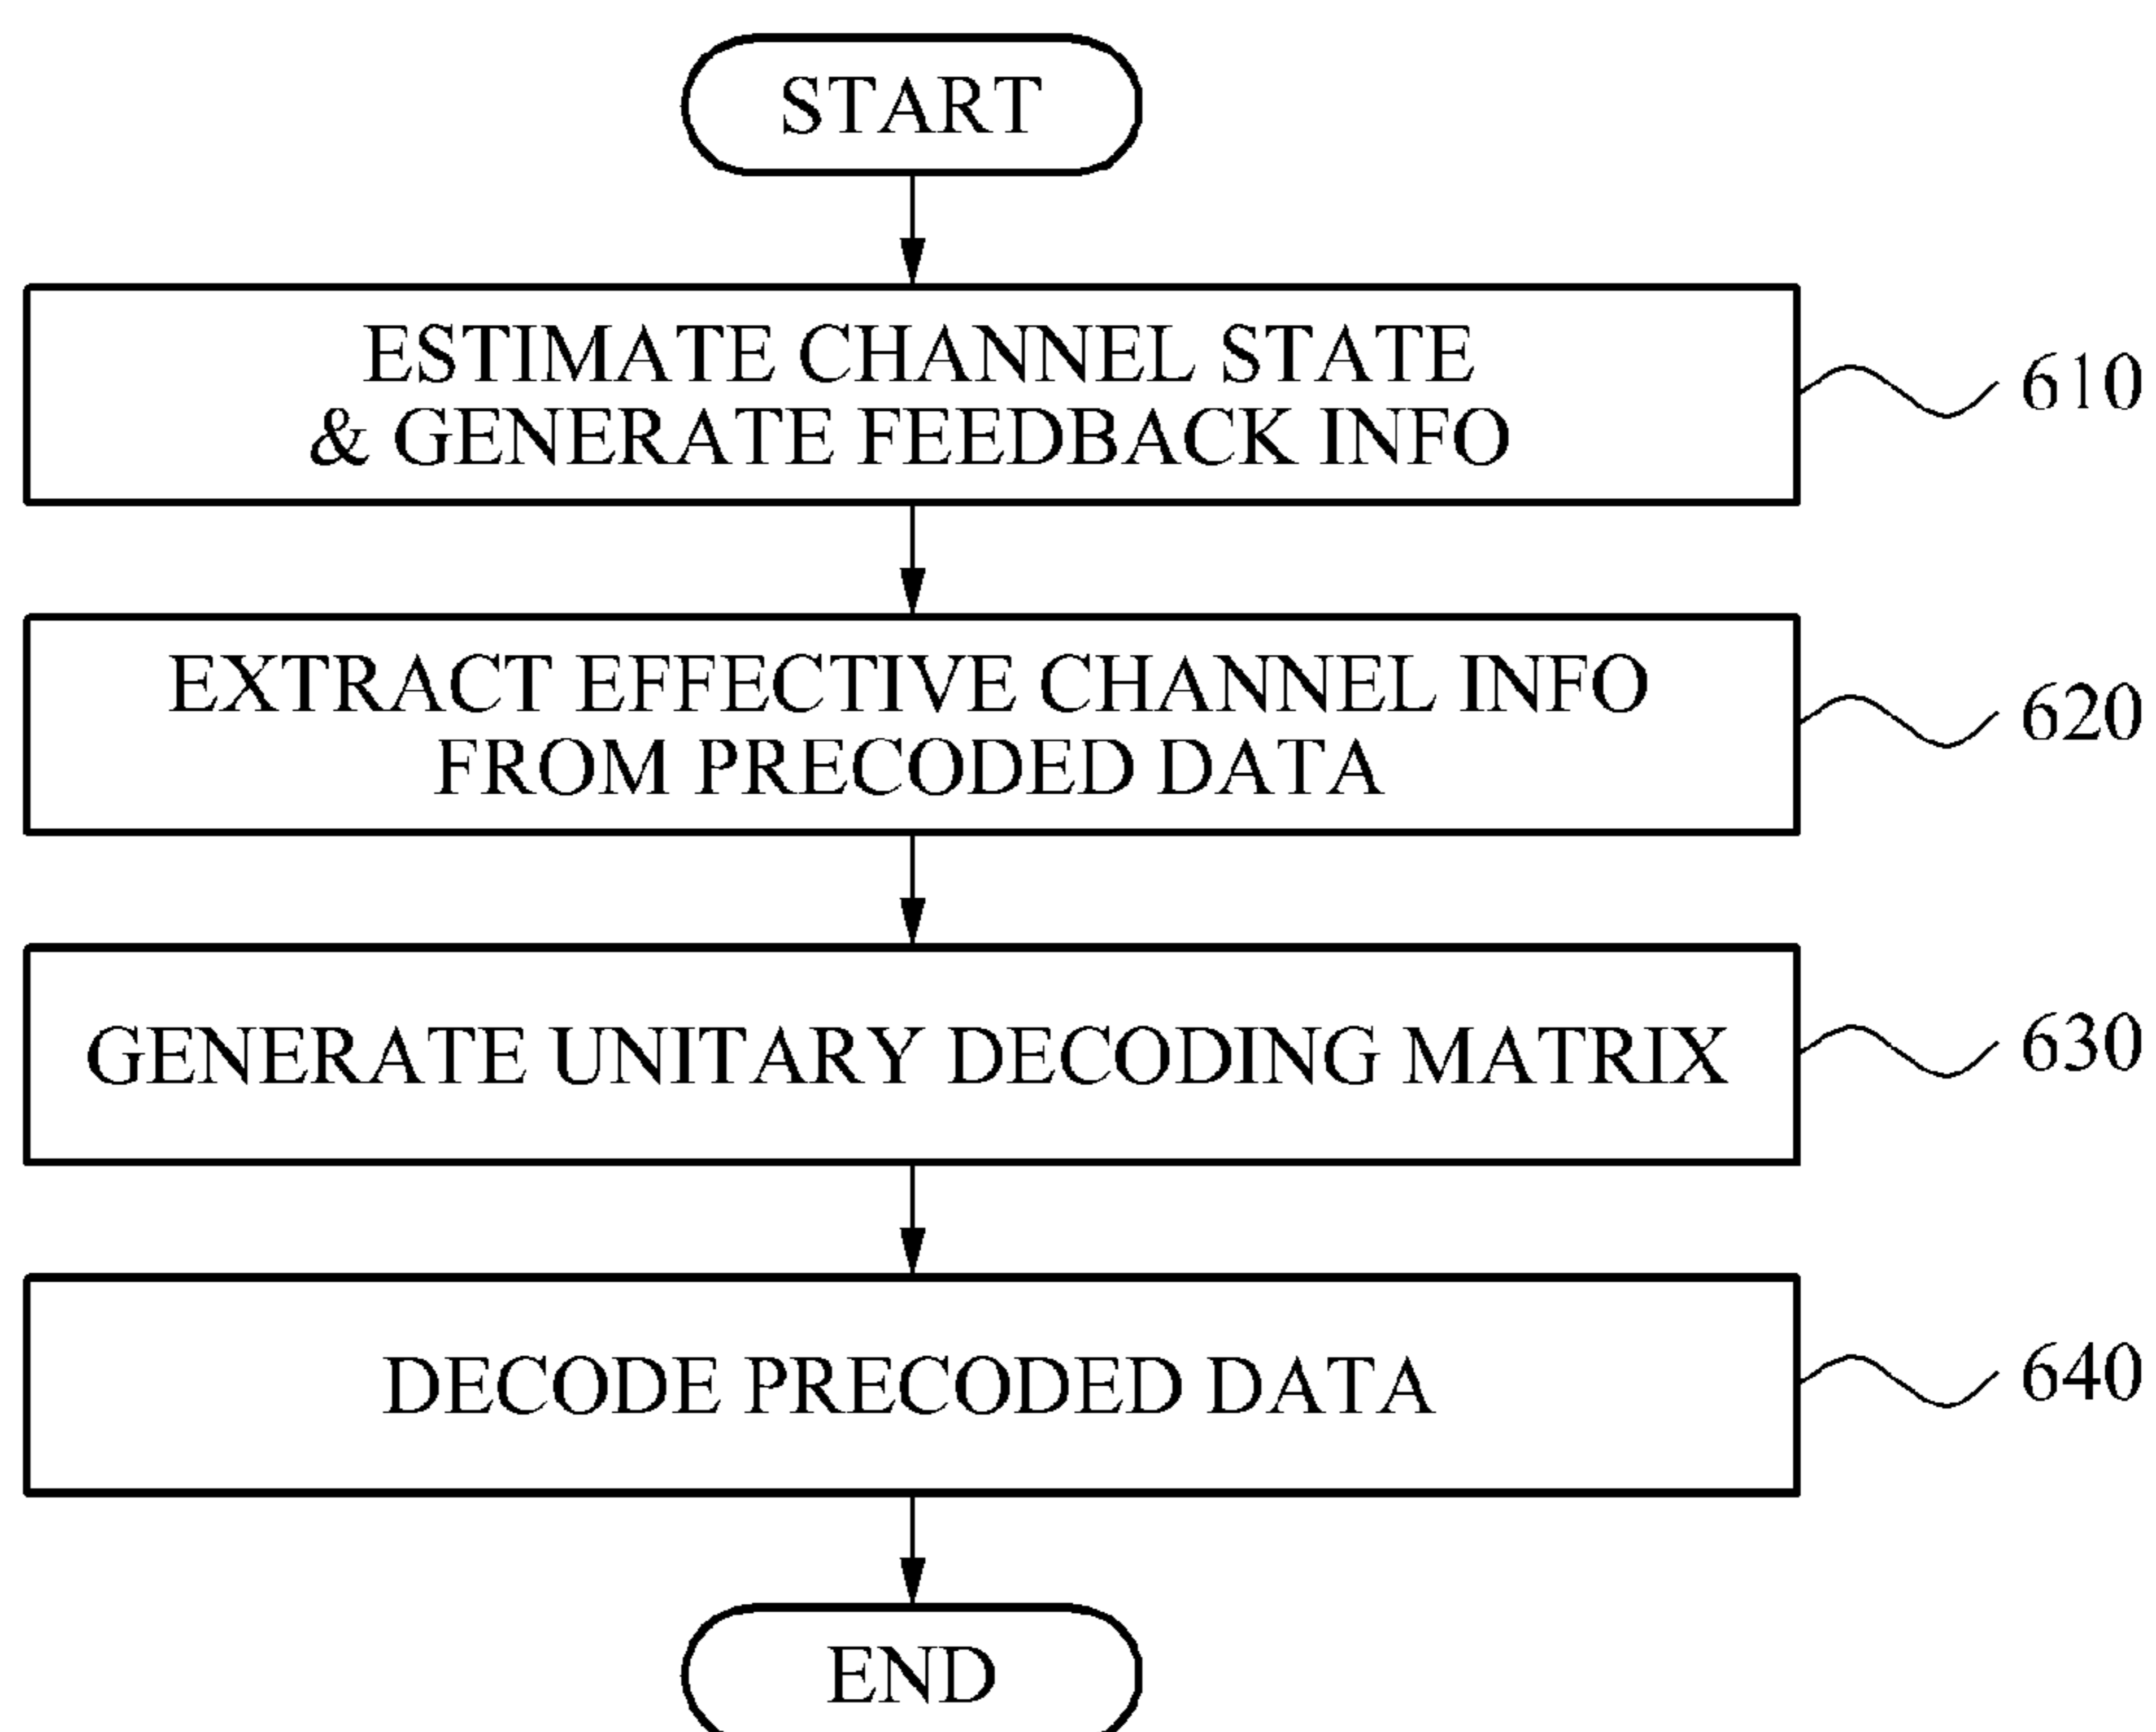 START
ESTIMATE CHANNEL STATE
& GENERATE FEEDBACK INFO
610
EXTRACT EFFECTIVE CHANNEL INFO
FROM PRECODED DATA
620
GENERATE UNITARY DECODING MATRIX
630
DECODE PRECODED DATA
640
END